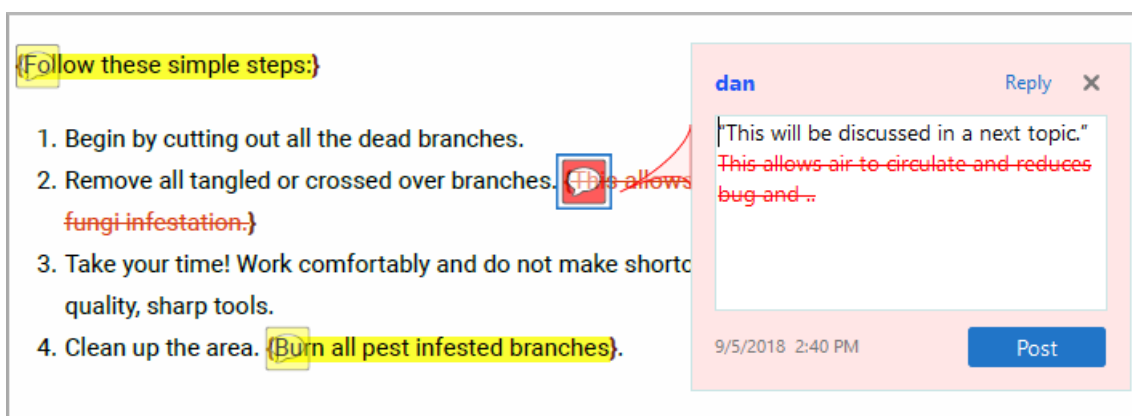 {Follow these simple steps:}
1. Begin by cutting out all the dead branches.
2. Remove all tangled or crossed over branches. {This allows
fungi infestation.}
3. Take your time! Work comfortably and do not make
quality, sharp tools.
4. Clean up the area. {Burn all pest infested branches}.
dan
Reply
"This will be discussed in a next topic."
This allows air to circulate and reduces
bug and ..
9/5/2018 2:40 PM
Post